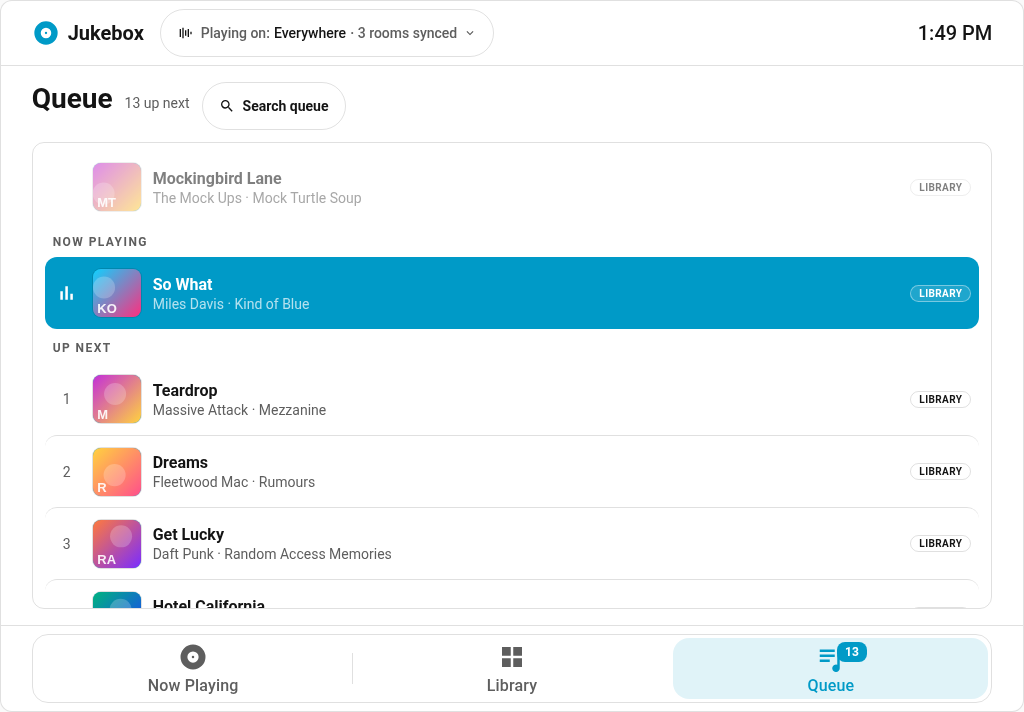 Jukebox
Playing on: Everywhere · 3 rooms synced
1:49 PM
Queue
13 up next
Search queue
MT
Mockingbird Lane
The Mock Ups · Mock Turtle Soup
LIBRARY
NOW PLAYING
KO
So What
Miles Davis · Kind of Blue
LIBRARY
UP NEXT
1
M
Teardrop
Massive Attack · Mezzanine
LIBRARY
2
R
Dreams
Fleetwood Mac · Rumours
LIBRARY
3
RA
Get Lucky
Daft Punk · Random Access Memories
LIBRARY
Hotel California
Now Playing
Library
13
Queue